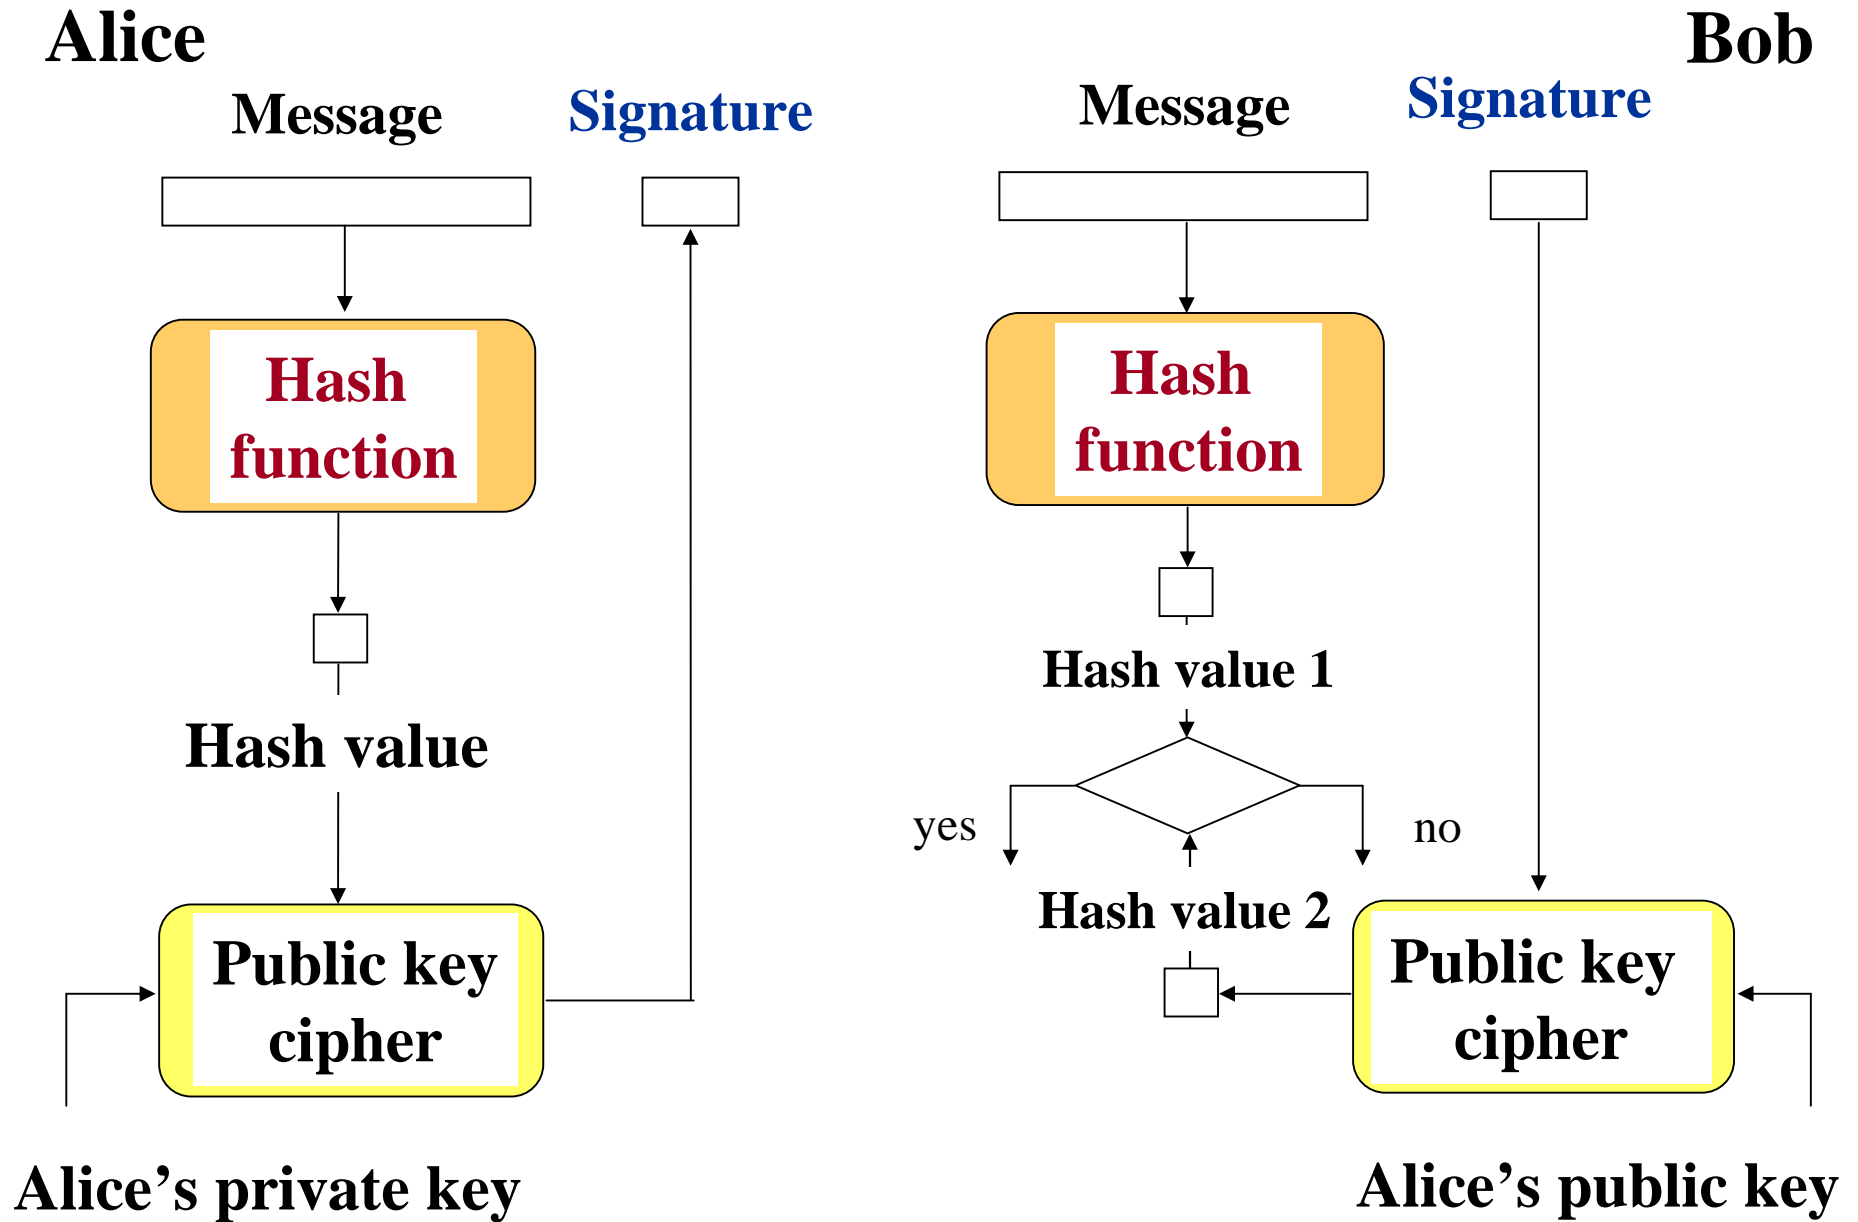 Alice
Bob
Message
Signature
Message
Signature
Hash
function
Hash
function
Hash value 1
Hash value
yes
no
Hash value 2
Public key
cipher
Public key
cipher
Alice’s private key
Alice’s public key